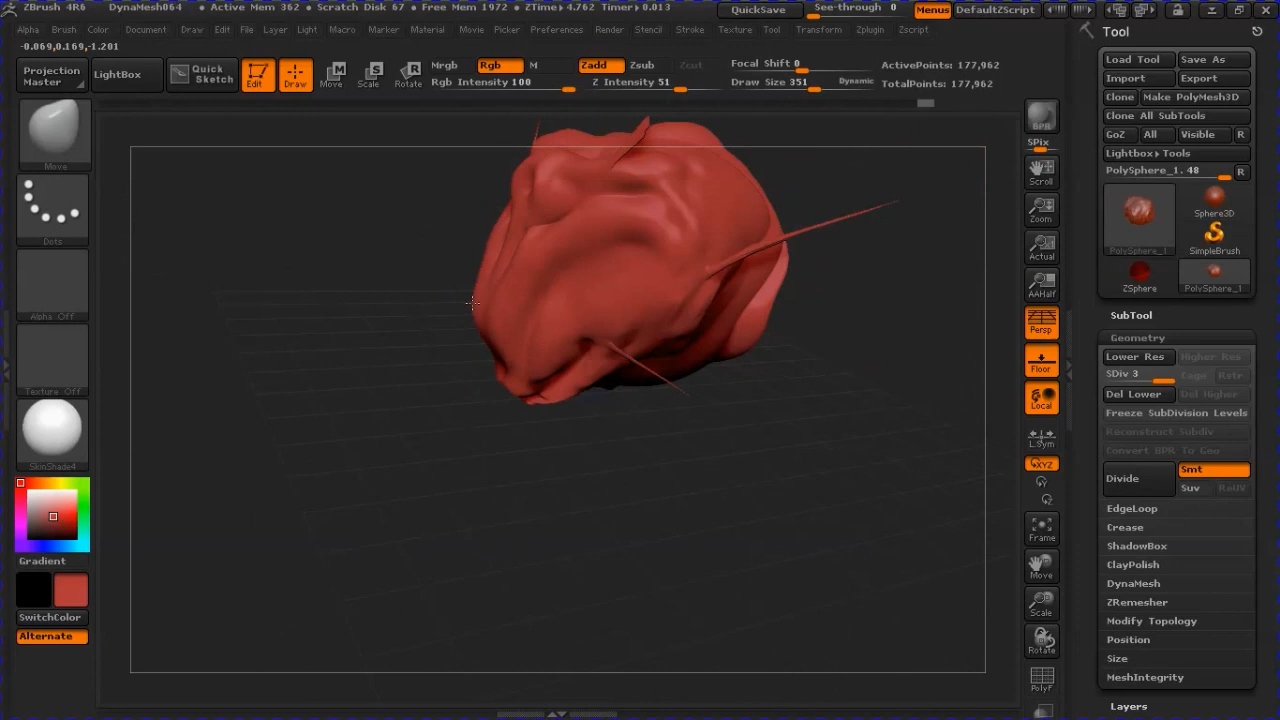 ZBrush 4R6 DynaMesh064 • Active Mem 362 • Scratch Disk 67 • Free Mem 1972 • ZTime▸4.762 Timer▸0.013 QuickSave See-through 0 Menus DefaultZScript
Alpha Brush Color Document Draw Edit File Layer Light Macro Marker Material Movie Picker Preferences Render Stencil Stroke Texture Tool Transform Zplugin Zscript
-0.069,0.169,-1.201
Projection Master
LightBox
Quick Sketch
Edit
Draw
Move
Scale
Rotate
Mrgb Rgb M
Rgb Intensity 100
Zadd Zsub Zcut
Z Intensity 51
Focal Shift 0
Draw Size 351 Dynamic
ActivePoints: 177,962
TotalPoints: 177,962
Move
Dots
Alpha Off
Texture Off
SkinShade4
Gradient
SwitchColor
Alternate
BPR
SPix
Scroll
Zoom
Actual
AAHalf
Persp
Floor
Local
L.Sym
XYZ
Frame
Move
Scale
Rotate
PolyF
Tool
Load Tool Save As
Import Export
Clone Make PolyMesh3D
Clone All SubTools
GoZ All Visible R
Lightbox▸Tools
PolySphere_1. 48 R
PolySphere_1
Sphere3D
SimpleBrush
ZSphere
PolySphere_1
SubTool
Geometry
Lower Res Higher Res
SDiv 3 Cage Rstr
Del Lower Del Higher
Freeze SubDivision Levels
Reconstruct Subdiv
Convert BPR To Geo
Divide
Smt
Suv ReUV
EdgeLoop
Crease
ShadowBox
ClayPolish
DynaMesh
ZRemesher
Modify Topology
Position
Size
MeshIntegrity
Layers